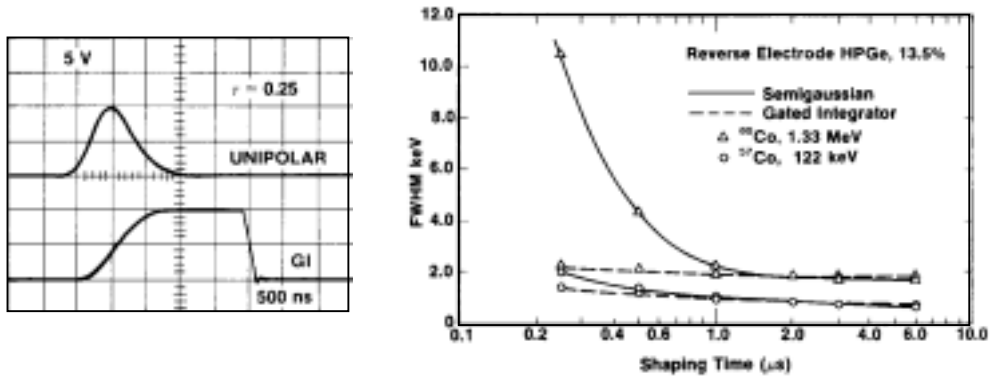 5 V
τ = 0.25
UNIPOLAR
GI
500 ns
12.0
10.0
8.0
6.0
4.0
2.0
0
FWHM keV
Reverse Electrode HPGe, 13.5%
Semigaussian
Gated Integrator
⁶⁰Co, 1.33 MeV
⁵⁷Co, 122 keV
0.1 0.2 0.4 0.6 1.0 2.0 4.0 6.0 10.0
Shaping Time (μs)